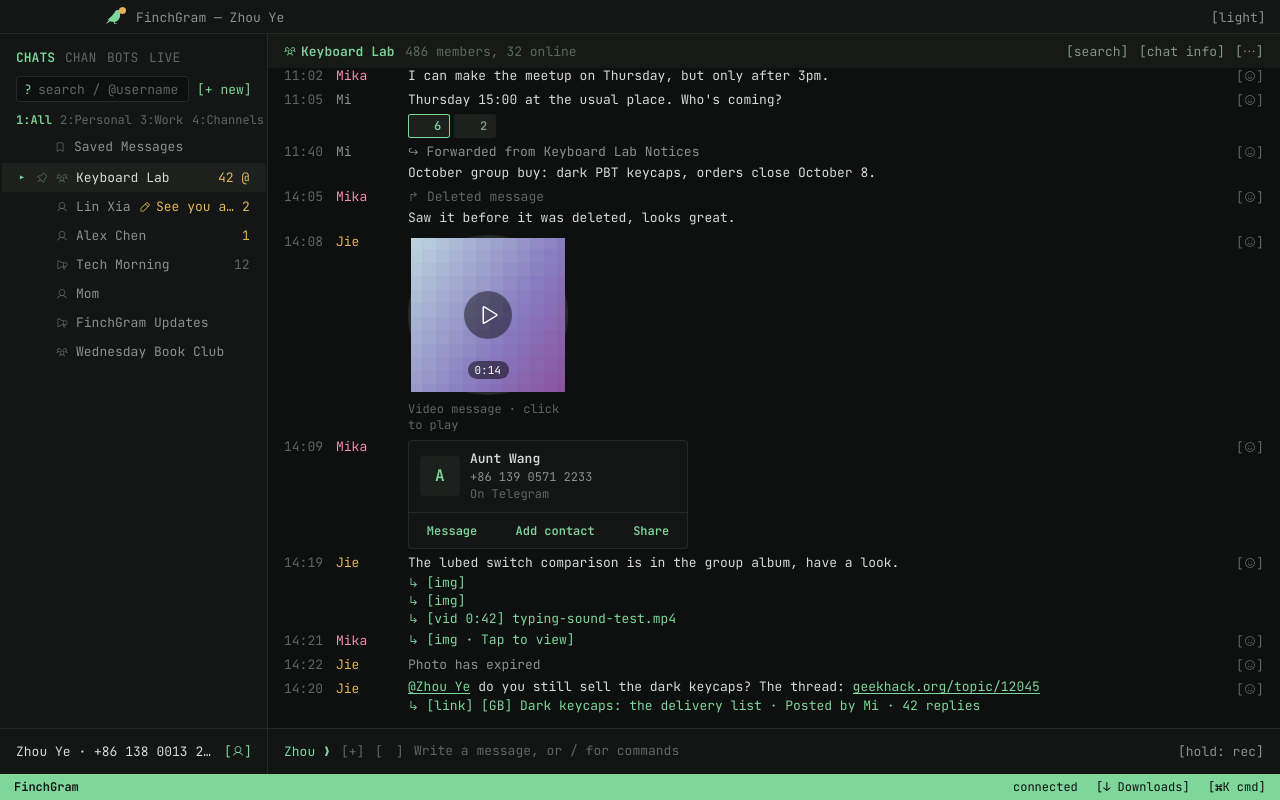 FinchGram — Zhou Ye
[light]
CHATS CHAN BOTS LIVE
? search / @username [+ new]
1:All 2:Personal 3:Work 4:Channels
Saved Messages
Keyboard Lab 42 @
Lin Xia See you a… 2
Alex Chen 1
Tech Morning 12
Mom
FinchGram Updates
Wednesday Book Club
Zhou Ye · +86 138 0013 2…
Keyboard Lab 486 members, 32 online [search] [chat info] [⋯]
11:02 Mika I can make the meetup on Thursday, but only after 3pm.
11:05 Mi Thursday 15:00 at the usual place. Who's coming?
6 2
11:40 Mi ↪ Forwarded from Keyboard Lab Notices
October group buy: dark PBT keycaps, orders close October 8.
14:05 Mika ↱ Deleted message
Saw it before it was deleted, looks great.
14:08 Jie
0:14
Video message · click
to play
14:09 Mika
A
Aunt Wang
+86 139 0571 2233
On Telegram
Message Add contact Share
14:19 Jie The lubed switch comparison is in the group album, have a look.
↳ [img]
↳ [img]
↳ [vid 0:42] typing-sound-test.mp4
14:21 Mika ↳ [img · Tap to view]
14:22 Jie Photo has expired
14:20 Jie @Zhou Ye do you still sell the dark keycaps? The thread: geekhack.org/topic/12045
↳ [link] [GB] Dark keycaps: the delivery list · Posted by Mi · 42 replies
Zhou ❫ [+] [ ] Write a message, or / for commands [hold: rec]
FinchGram
connected [↓ Downloads] [⌘K cmd]